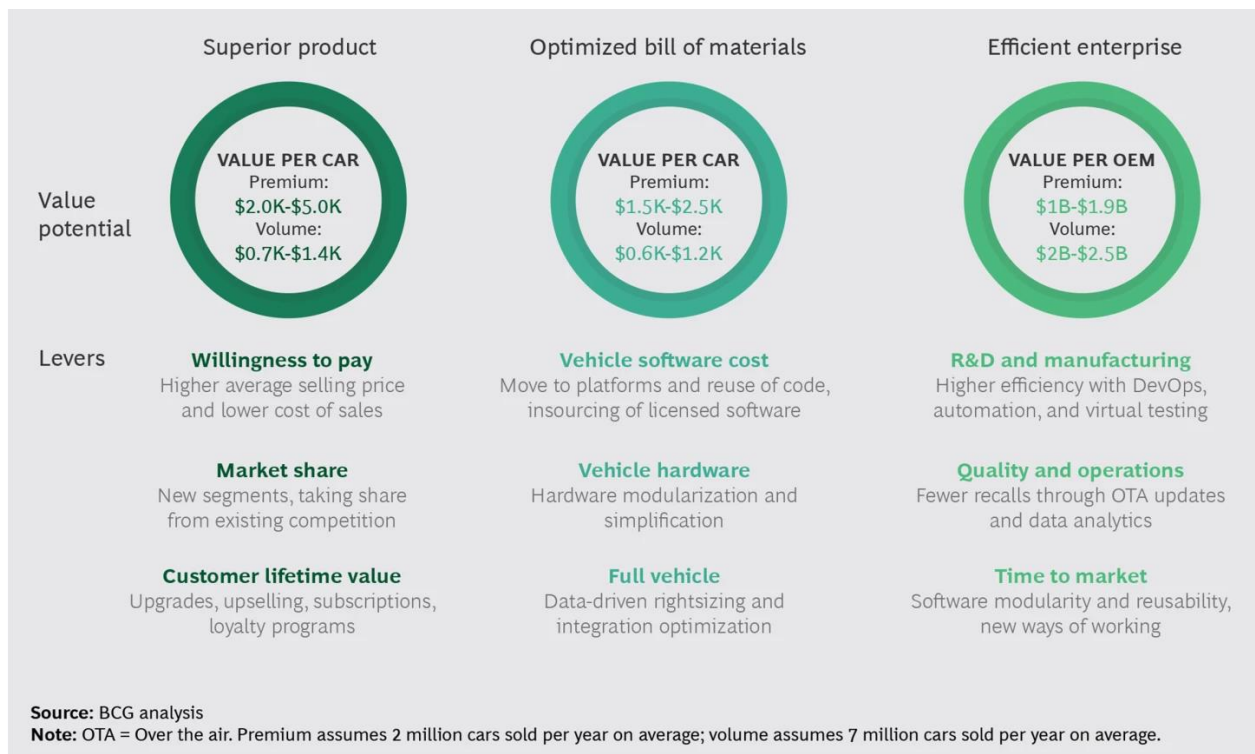 Superior product
Optimized bill of materials
Efficient enterprise
Value
potential
VALUE PER CAR
Premium:
$2.0K-$5.0K
Volume:
$0.7K-$1.4K
VALUE PER CAR
Premium:
$1.5K-$2.5K
Volume:
$0.6K-$1.2K
VALUE PER OEM
Premium:
$1B-$1.9B
Volume:
$2B-$2.5B
Levers
Willingness to pay
Higher average selling price
and lower cost of sales
Vehicle software cost
Move to platforms and reuse of code,
insourcing of licensed software
R&D and manufacturing
Higher efficiency with DevOps,
automation, and virtual testing
Market share
New segments, taking share
from existing competition
Vehicle hardware
Hardware modularization and
simplification
Quality and operations
Fewer recalls through OTA updates
and data analytics
Customer lifetime value
Upgrades, upselling, subscriptions,
loyalty programs
Full vehicle
Data-driven rightsizing and
integration optimization
Time to market
Software modularity and reusability,
new ways of working
Source: BCG analysis
Note: OTA = Over the air. Premium assumes 2 million cars sold per year on average; volume assumes 7 million cars sold per year on average.